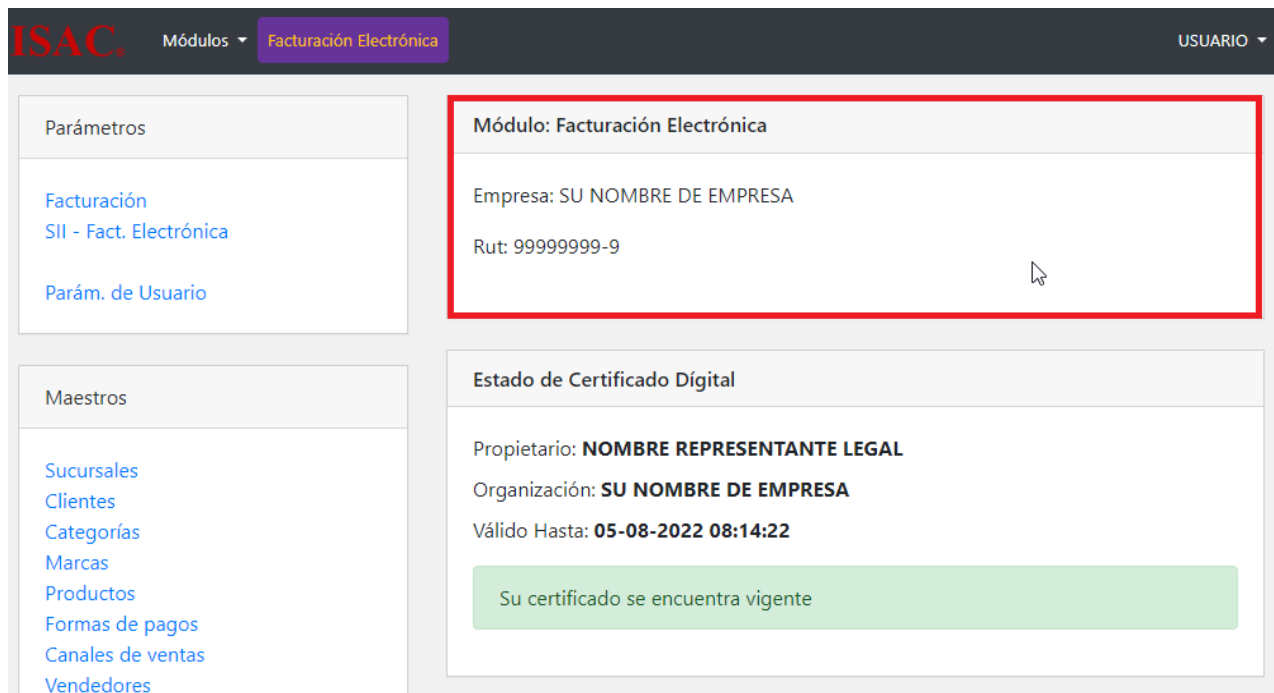 ISAC.
Módulos
Facturación Electrónica
USUARIO
Parámetros
Facturación
SII - Fact. Electrónica
Parám. de Usuario
Maestros
Sucursales
Clientes
Categorías
Marcas
Productos
Formas de pagos
Canales de ventas
Vendedores
Módulo: Facturación Electrónica
Empresa: SU NOMBRE DE EMPRESA
Rut: 99999999-9
Estado de Certificado Dígital
Propietario: NOMBRE REPRESENTANTE LEGAL
Organización: SU NOMBRE DE EMPRESA
Válido Hasta: 05-08-2022 08:14:22
Su certificado se encuentra vigente